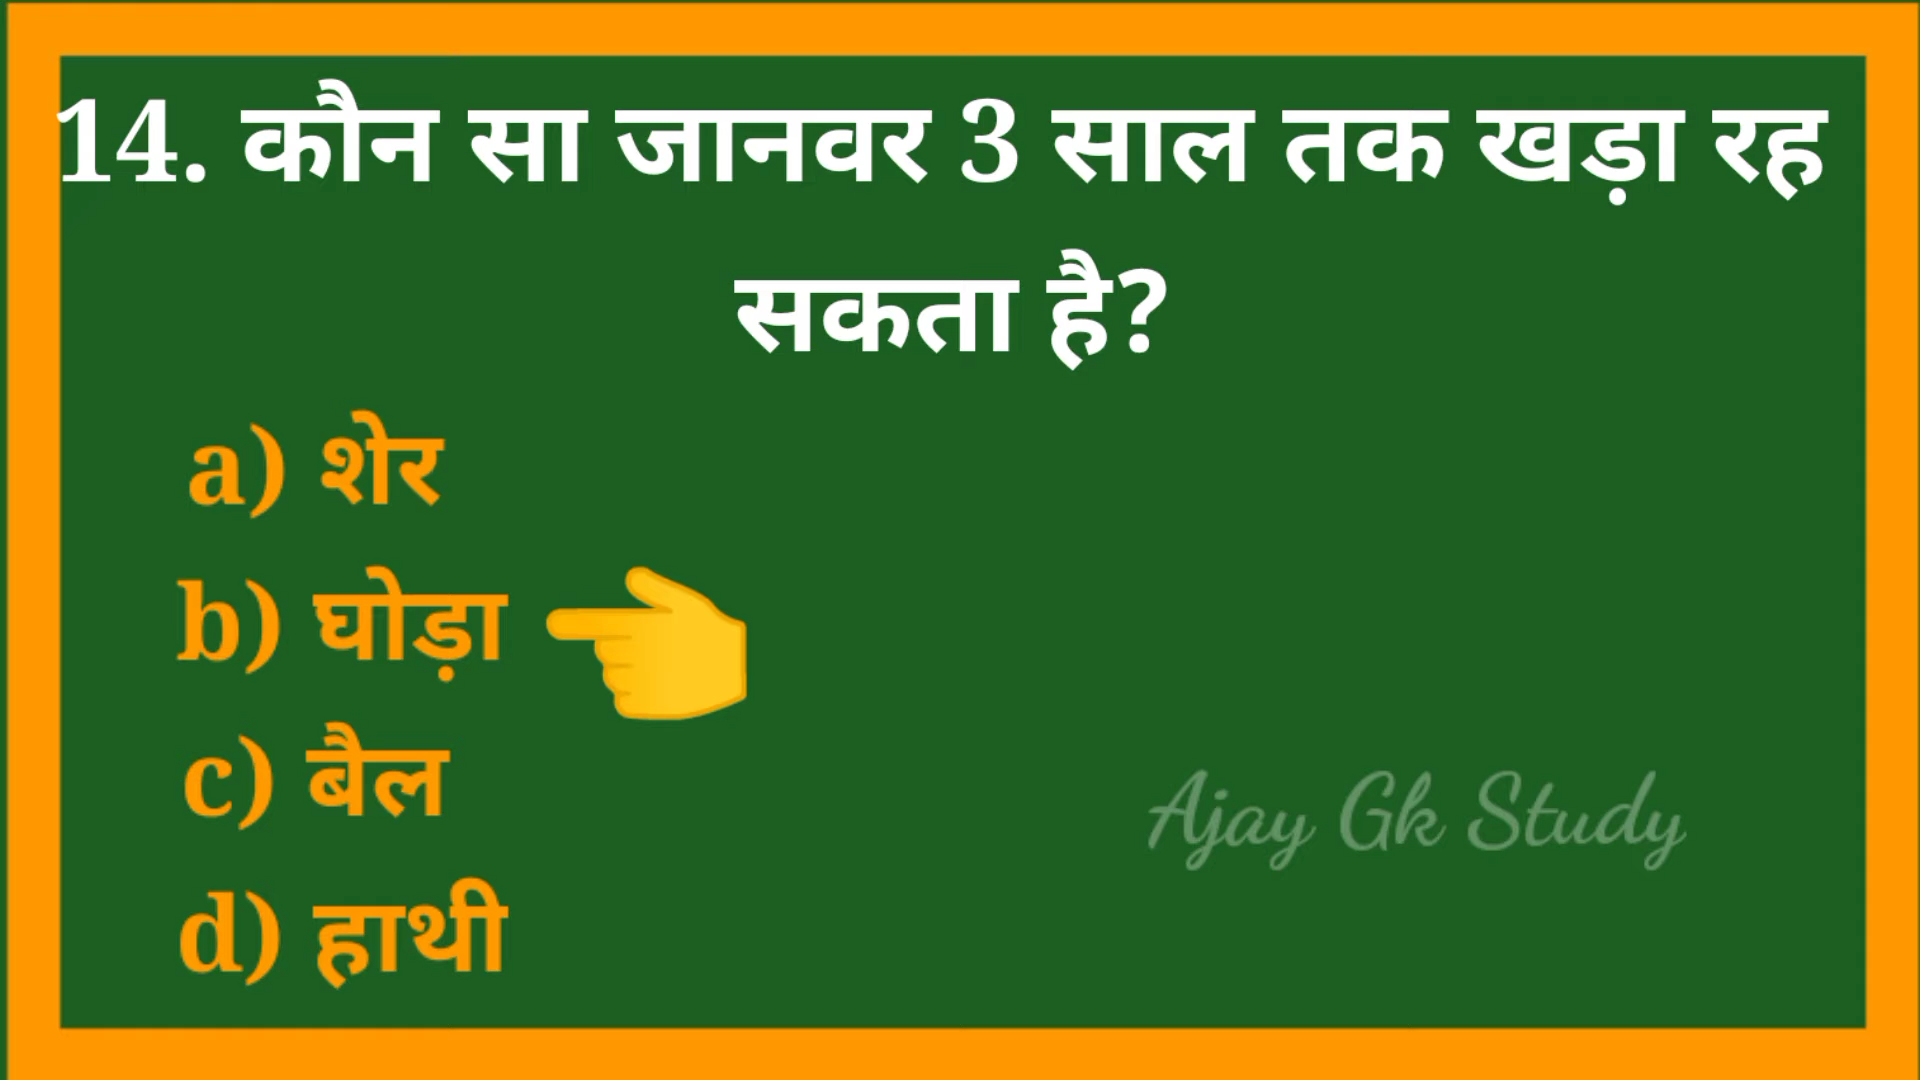 14. कौन सा जानवर 3 साल तक खड़ा रह
सकता है?
a) शेर
b) घोड़ा
c) बैल
Ajay Gk Study
d) हाथी